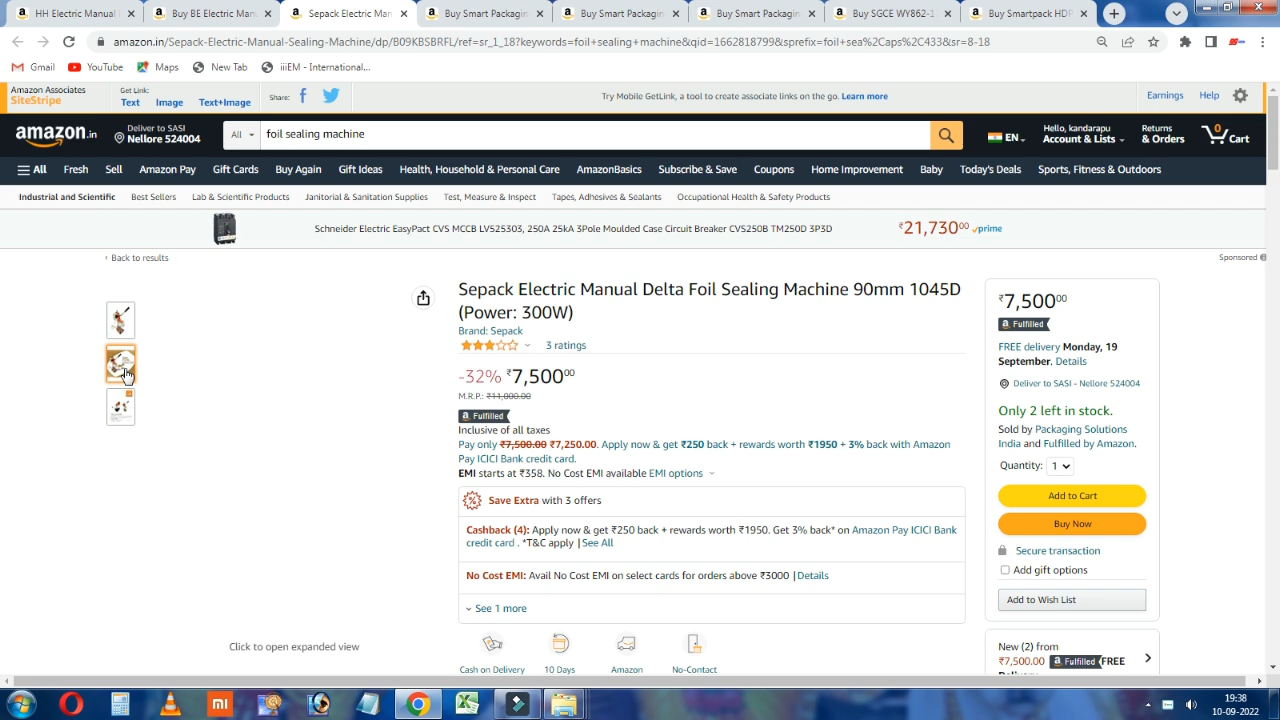 HH Electric Manual
Buy BE Electric Man
Sepack Electric Man
Buy Smart Packagin
Buy Smart Packagin
Buy Smart Packagin
Buy SGCE WY862-1
Buy Smartpack HDP
amazon.in/Sepack-Electric-Manual-Sealing-Machine/dp/B09KBSBRFL/ref=sr_1_18?keywords=foil+sealing+machine&qid=1662818799&sprefix=foil+sea%2Caps%2C433&sr=8-18
Gmail YouTube Maps New Tab iiiEM - International...
Amazon Associates
SiteStripe
Get Link:
Text Image Text+Image
Share:
Try Mobile GetLink, a tool to create associate links on the go. Learn more
Earnings Help
amazon.in
Deliver to SASI
Nellore 524004
All
foil sealing machine
EN
Hello, kandarapu
Account & Lists
Returns
& Orders
0
Cart
All Fresh Sell Amazon Pay Gift Cards Buy Again Gift Ideas Health, Household & Personal Care AmazonBasics Subscribe & Save Coupons Home Improvement Baby Today's Deals Sports, Fitness & Outdoors
Industrial and Scientific Best Sellers Lab & Scientific Products Janitorial & Sanitation Supplies Test, Measure & Inspect Tapes, Adhesives & Sealants Occupational Health & Safety Products
Schneider Electric EasyPact CVS MCCB LV525303, 250A 25kA 3Pole Moulded Case Circuit Breaker CVS250B TM250D 3P3D
₹21,730.00 prime
‹ Back to results
Sponsored
Sepack Electric Manual Delta Foil Sealing Machine 90mm 1045D
(Power: 300W)
Brand: Sepack
3 ratings
-32% ₹7,500.00
M.R.P.: ₹11,000.00
Fulfilled
Inclusive of all taxes
Pay only ₹7,500.00 ₹7,250.00. Apply now & get ₹250 back + rewards worth ₹1950 + 3% back with Amazon
Pay ICICI Bank credit card.
EMI starts at ₹358. No Cost EMI available EMI options
Save Extra with 3 offers
Cashback (4): Apply now & get ₹250 back + rewards worth ₹1950. Get 3% back* on Amazon Pay ICICI Bank
credit card . *T&C apply |See All
No Cost EMI: Avail No Cost EMI on select cards for orders above ₹3000 |Details
See 1 more
Click to open expanded view
Cash on Delivery 10 Days Amazon No-Contact
₹7,500.00
Fulfilled
FREE delivery Monday, 19
September. Details
Deliver to SASI - Nellore 524004
Only 2 left in stock.
Sold by Packaging Solutions
India and Fulfilled by Amazon.
Quantity: 1
Add to Cart
Buy Now
Secure transaction
Add gift options
Add to Wish List
New (2) from
₹7,500.00 Fulfilled FREE
19:38
10-09-2022